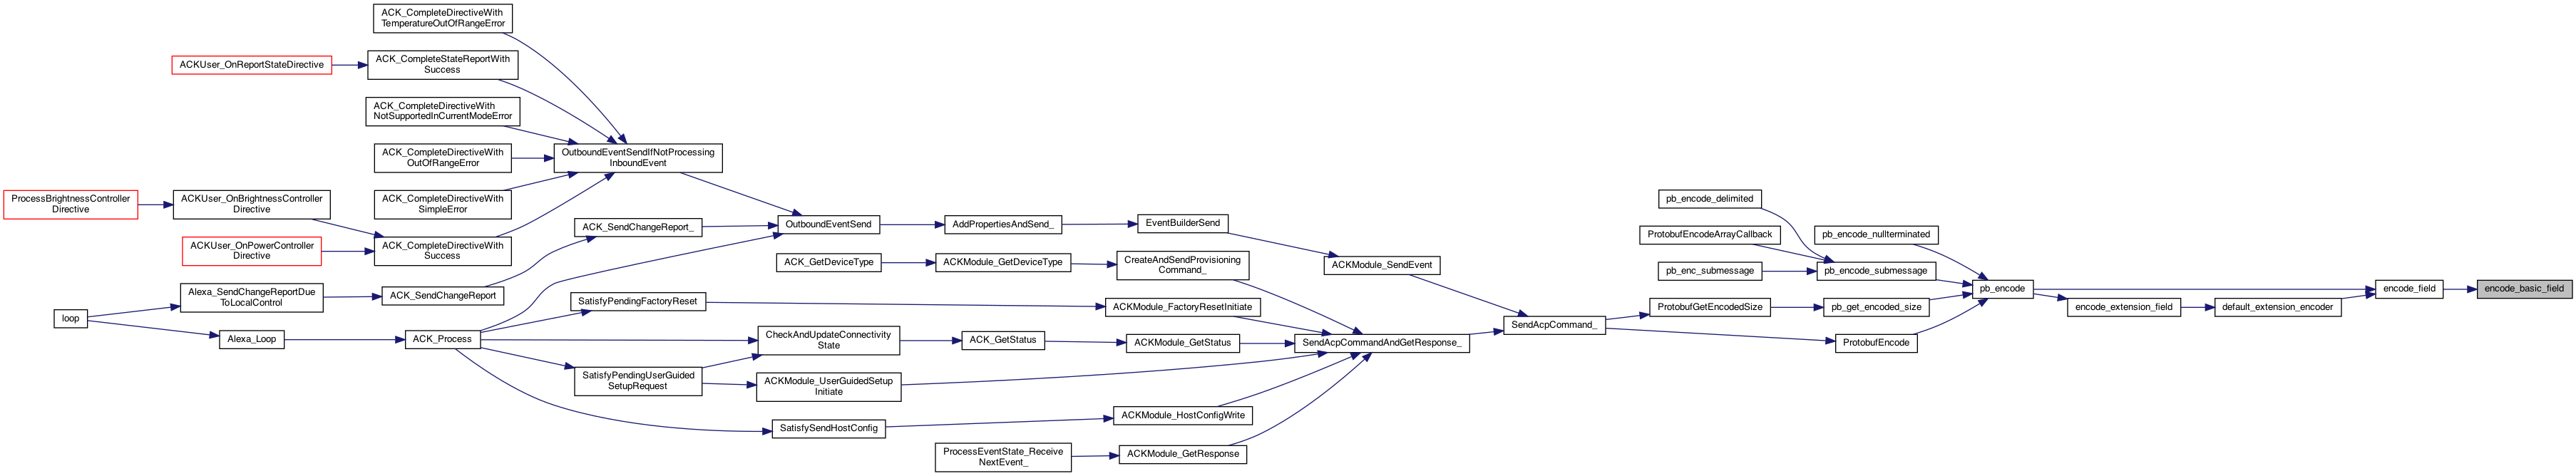 ACK_CompleteDirectiveWith
TemperatureOutOfRangeError
ACKUser_OnReportStateDirective
ACK_CompleteStateReportWith
Success
ACK_CompleteDirectiveWith
NotSupportedInCurrentModeError
ACK_CompleteDirectiveWith
OutOfRangeError
OutboundEventSendIfNotProcessing
InboundEvent
ProcessBrightnessController
Directive
ACKUser_OnBrightnessController
Directive
ACK_CompleteDirectiveWith
SimpleError
ACKUser_OnPowerController
Directive
ACK_CompleteDirectiveWith
Success
ACK_SendChangeReport_
OutboundEventSend
AddPropertiesAndSend_
EventBuilderSend
ACK_GetDeviceType
ACKModule_GetDeviceType
CreateAndSendProvisioning
Command_
ACKModule_SendEvent
loop
Alexa_SendChangeReportDue
ToLocalControl
ACK_SendChangeReport
SatisfyPendingFactoryReset
ACKModule_FactoryResetInitiate
Alexa_Loop
ACK_Process
CheckAndUpdateConnectivity
State
ACK_GetStatus
ACKModule_GetStatus
SendAcpCommandAndGetResponse_
SendAcpCommand_
SatisfyPendingUserGuided
SetupRequest
ACKModule_UserGuidedSetup
Initiate
SatisfySendHostConfig
ACKModule_HostConfigWrite
ProcessEventState_Receive
NextEvent_
ACKModule_GetResponse
pb_encode_delimited
ProtobufEncodeArrayCallback
pb_encode_nullterminated
pb_enc_submessage
pb_encode_submessage
ProtobufGetEncodedSize
pb_get_encoded_size
ProtobufEncode
pb_encode
encode_extension_field
default_extension_encoder
encode_field
encode_basic_field